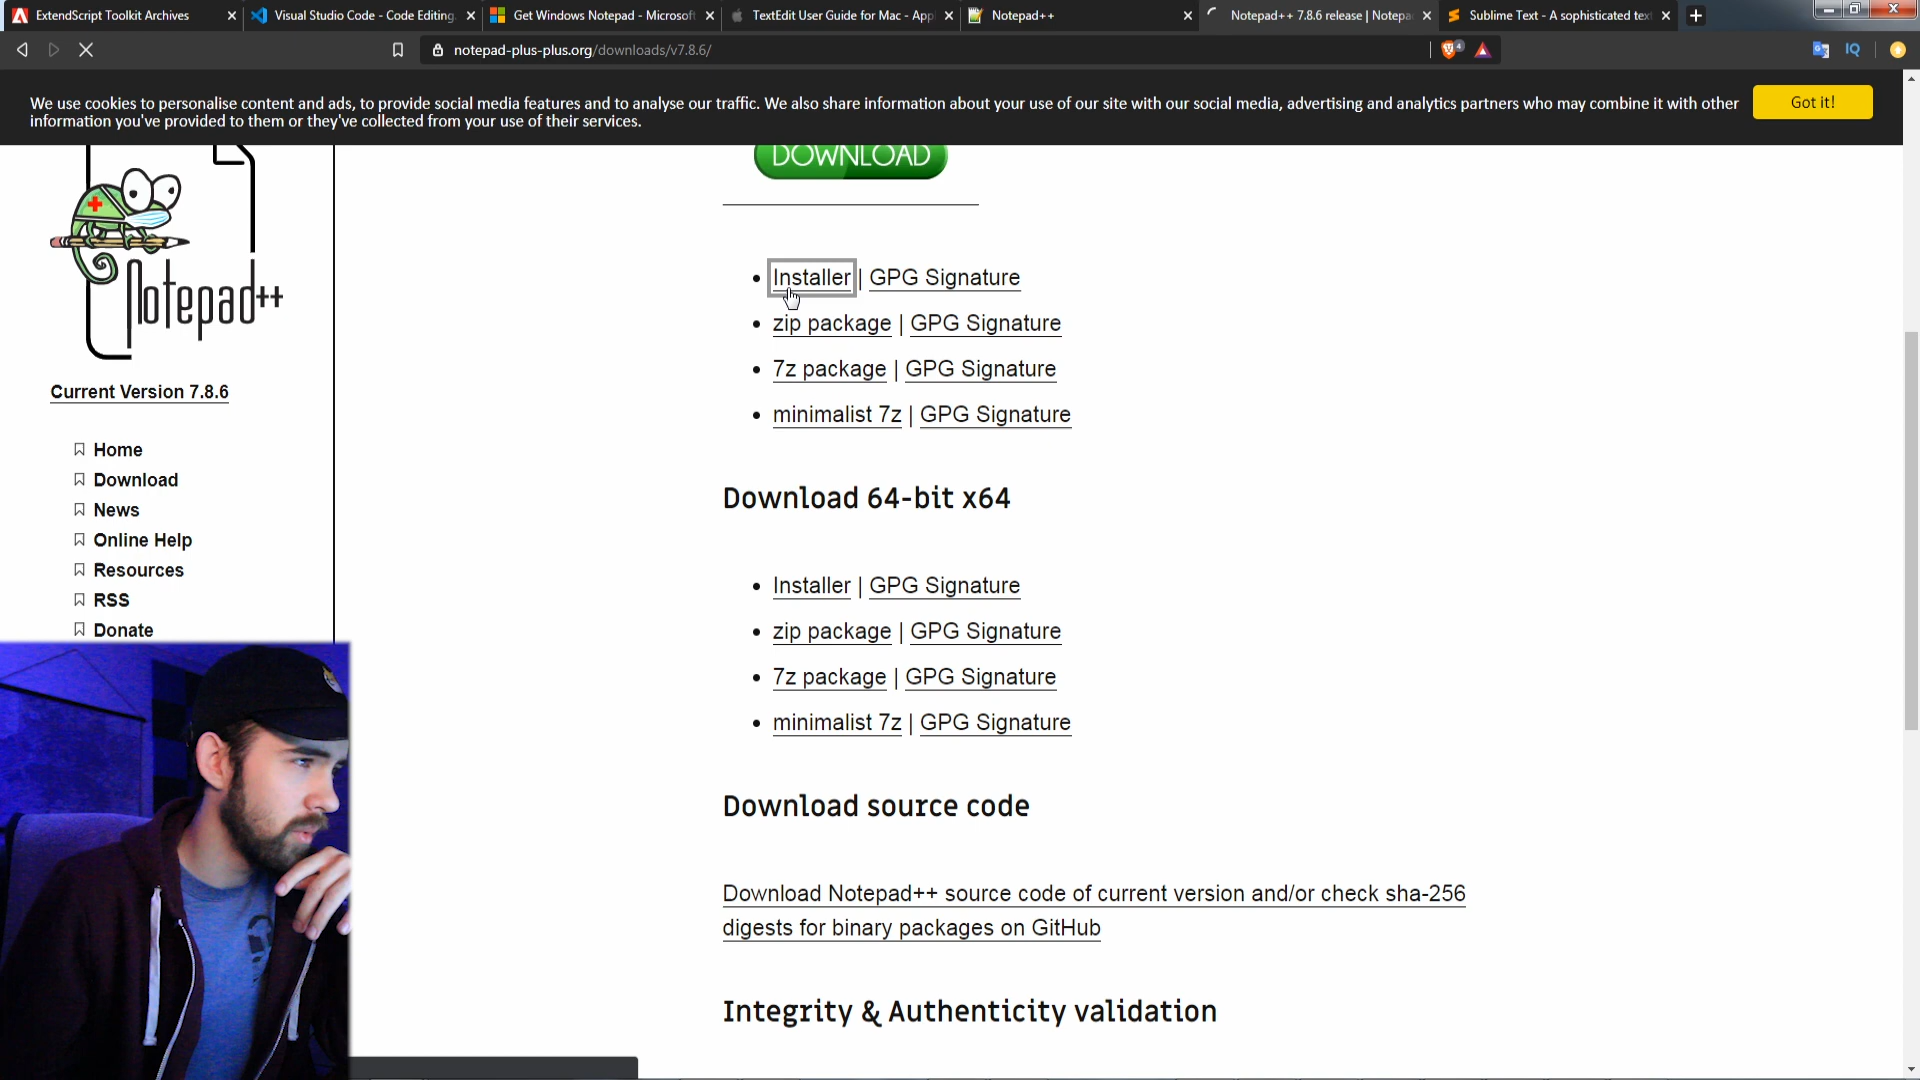 ExtendScript Toolkit Archives
Visual Studio Code - Code Editing.
Get Windows Notepad - Microsoft
TextEdit User Guide for Mac - App
Notepad++
Notepad++ 7.8.6 release | Notepa
Sublime Text - A sophisticated tex
notepad-plus-plus.org/downloads/v7.8.6/
4
IQ
We use cookies to personalise content and ads, to provide social media features and to analyse our traffic. We also share information about your use of our site with our social media, advertising and analytics partners who may combine it with other
information you've provided to them or they've collected from your use of their services.
Got it!
DOWNLOAD
Notepad++
Current Version 7.8.6
Home
Download
News
Online Help
Resources
RSS
Donate
Installer | GPG Signature
zip package | GPG Signature
7z package | GPG Signature
minimalist 7z | GPG Signature
Download 64-bit x64
Installer | GPG Signature
zip package | GPG Signature
7z package | GPG Signature
minimalist 7z | GPG Signature
Download source code
Download Notepad++ source code of current version and/or check sha-256
digests for binary packages on GitHub
Integrity & Authenticity validation